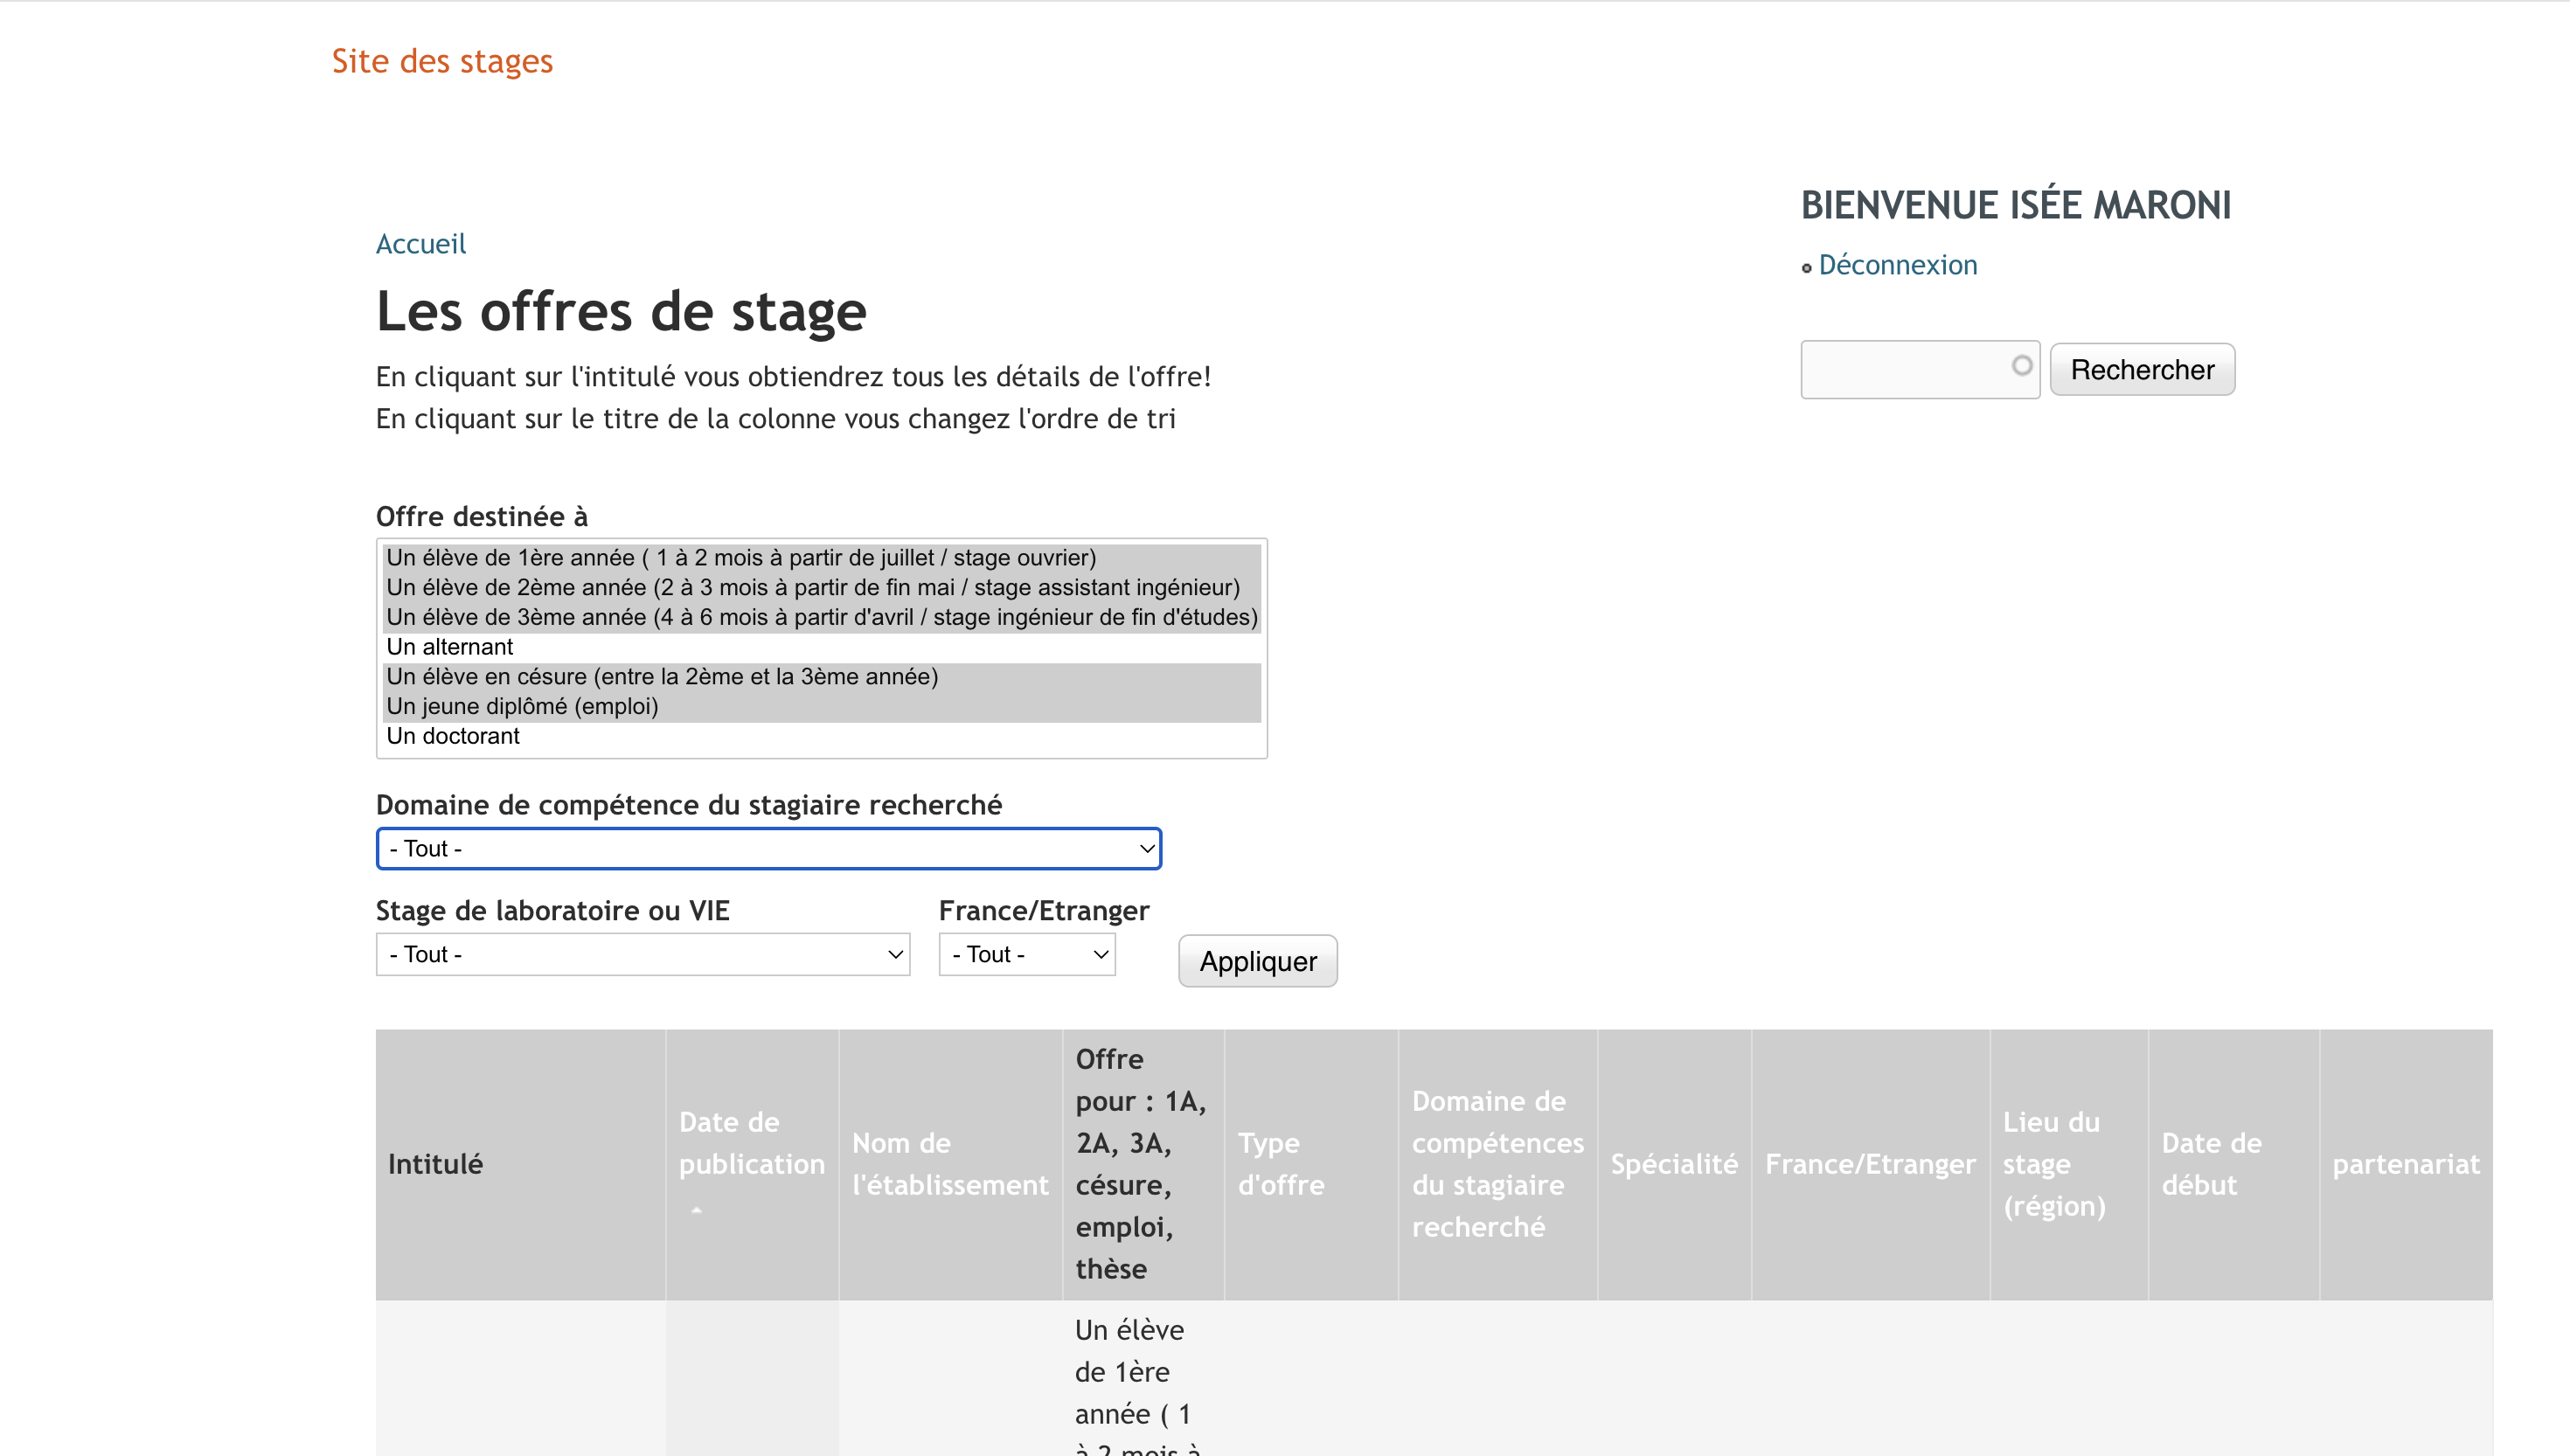 Site des stages
BIENVENUE ISÉE MARONI
Déconnexion
Rechercher
Accueil
Les offres de stage
En cliquant sur l'intitulé vous obtiendrez tous les détails de l'offre!
En cliquant sur le titre de la colonne vous changez l'ordre de tri
Offre destinée à
Un élève de 1ère année ( 1 à 2 mois à partir de juillet / stage ouvrier)
Un élève de 2ème année (2 à 3 mois à partir de fin mai / stage assistant ingénieur)
Un élève de 3ème année (4 à 6 mois à partir d'avril / stage ingénieur de fin d'études)
Un alternant
Un élève en césure (entre la 2ème et la 3ème année)
Un jeune diplômé (emploi)
Un doctorant
Domaine de compétence du stagiaire recherché
- Tout -
Stage de laboratoire ou VIE
- Tout -
France/Etranger
- Tout -
Appliquer
Intitulé
Date de
publication
Nom de
l'établissement
Offre
pour : 1A,
2A, 3A,
césure,
emploi,
thèse
Type
d'offre
Domaine de
compétences
du stagiaire
recherché
Spécialité
France/Etranger
Lieu du
stage
(région)
Date de
début
partenariat
Un élève
de 1ère
année ( 1
à 2 mois à